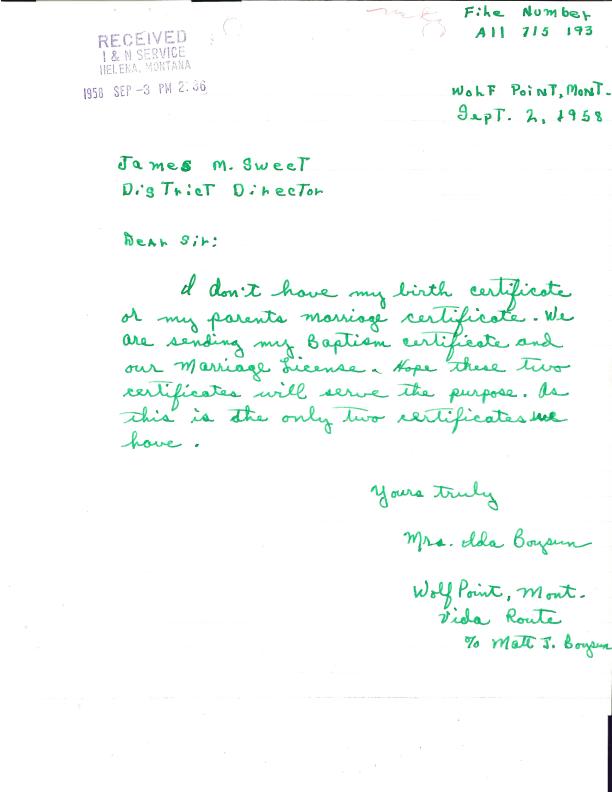 File Number
A11 715 193
RECEIVED
I & N SERVICE
HELENA, MONTANA
1958 SEP -3 PM 2:36
Wolf Point, Mont.
Sept. 2, 1958
James M. Sweet
District Director
Dear Sir:
I don't have my birth certificate
or my parents marriage certificate. We
are sending my Baptism certificate and
our Marriage License. Hope these two
certificates will serve the purpose. As
this is the only two certificates we
have.
Yours truly
Mrs. Ida Boysun
Wolf Point, Mont.
Vida Route
% Matt J. Boysun